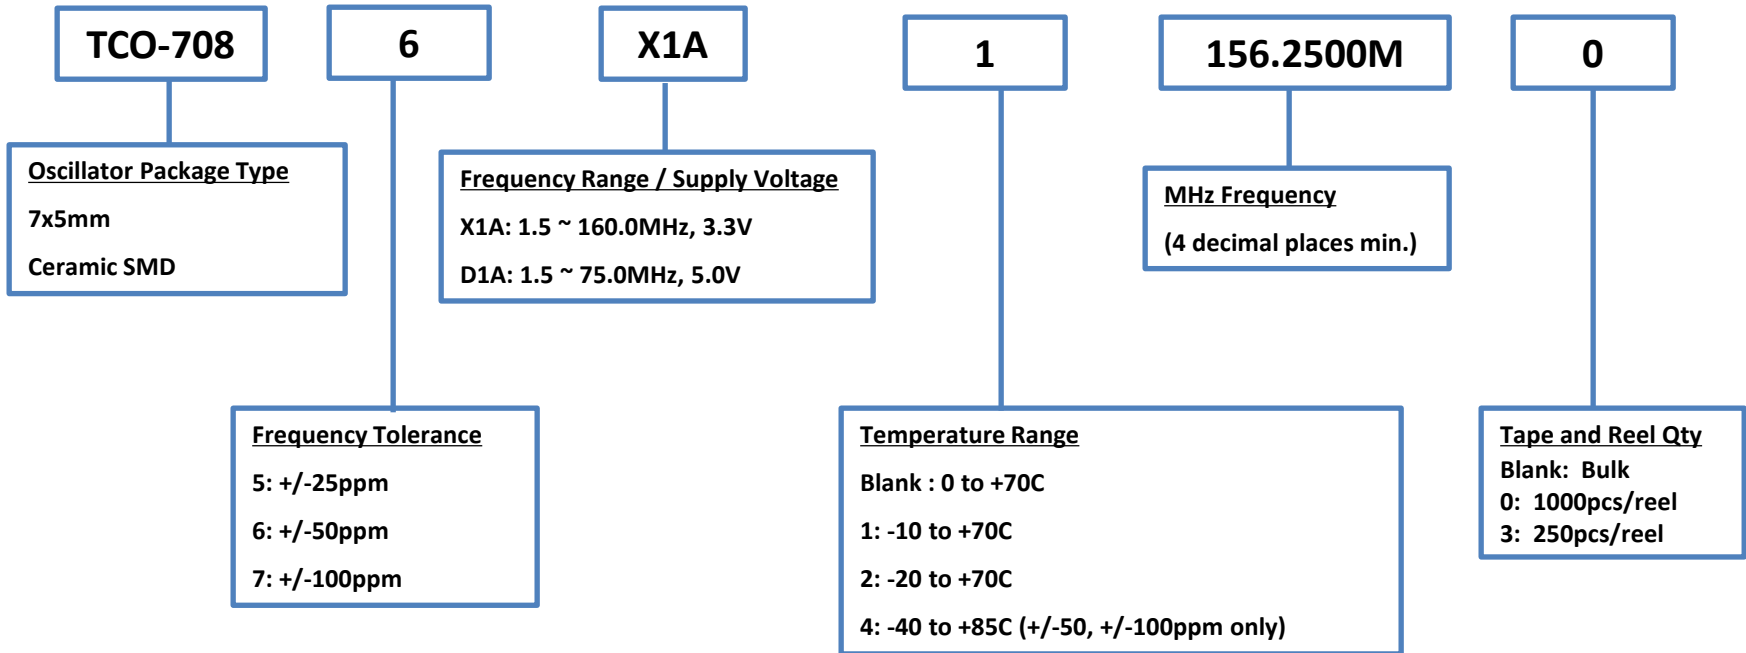 TCO-708
6
X1A
1
156.2500M
0
Oscillator Package Type
7x5mm
Ceramic SMD
Frequency Range / Supply Voltage
X1A: 1.5 ~ 160.0MHz, 3.3V
D1A: 1.5 ~ 75.0MHz, 5.0V
MHz Frequency
(4 decimal places min.)
Frequency Tolerance
5: +/-25ppm
6: +/-50ppm
7: +/-100ppm
Temperature Range
Blank : 0 to +70C
1: -10 to +70C
2: -20 to +70C
4: -40 to +85C (+/-50, +/-100ppm only)
Tape and Reel Qty
Blank: Bulk
0: 1000pcs/reel
3: 250pcs/reel